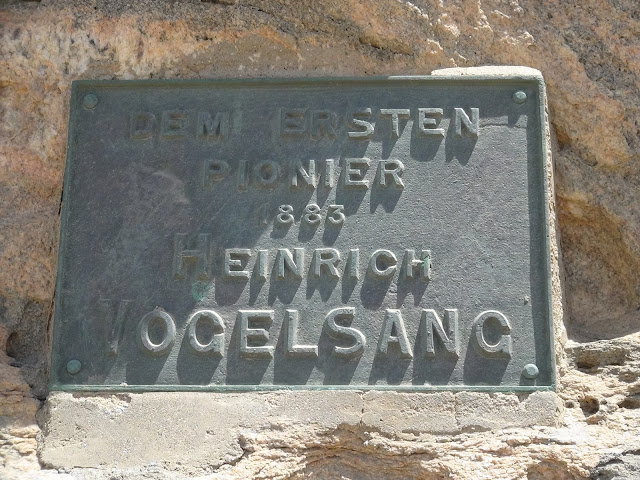 DEM ERSTEN
PIONIER
1883
HEINRICH
VOGELSANG